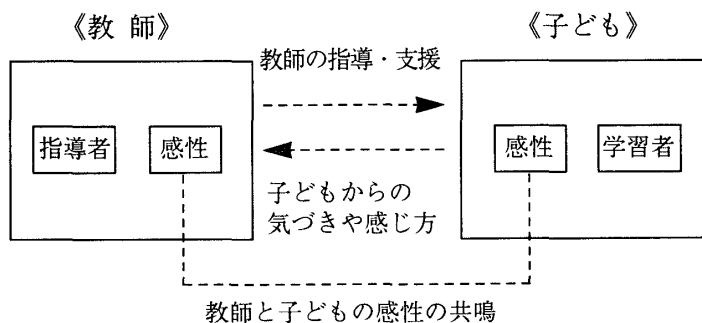 《教 師》
《子ども》
教師の指導・支援
指導者
感性
感性
学習者
子どもからの
気づきや感じ方
教師と子どもの感性の共鳴